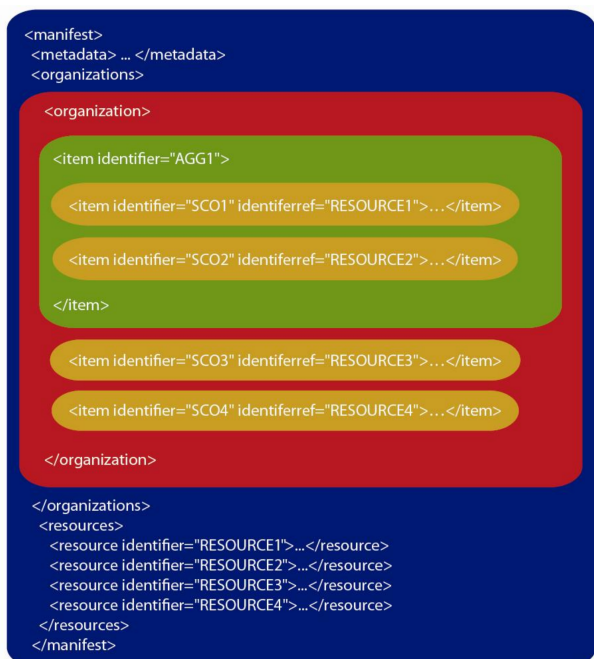 <manifest>
<metadata> ... </metadata>
<organizations>
<organization>
<item identifier="AGG1">
<item identifier="SCO1" identiferref="RESOURCE1">...</item>
<item identifier="SCO2" identiferref="RESOURCE2">...</item>
</item>
<item identifier="SCO3" identiferref="RESOURCE3">...</item>
<item identifier="SCO4" identiferref="RESOURCE4">...</item>
</organization>
</organizations>
<resources>
<resource identifier="RESOURCE1">...</resource>
<resource identifier="RESOURCE2">...</resource>
<resource identifier="RESOURCE3">...</resource>
<resource identifier="RESOURCE4">...</resource>
</resources>
</manifest>